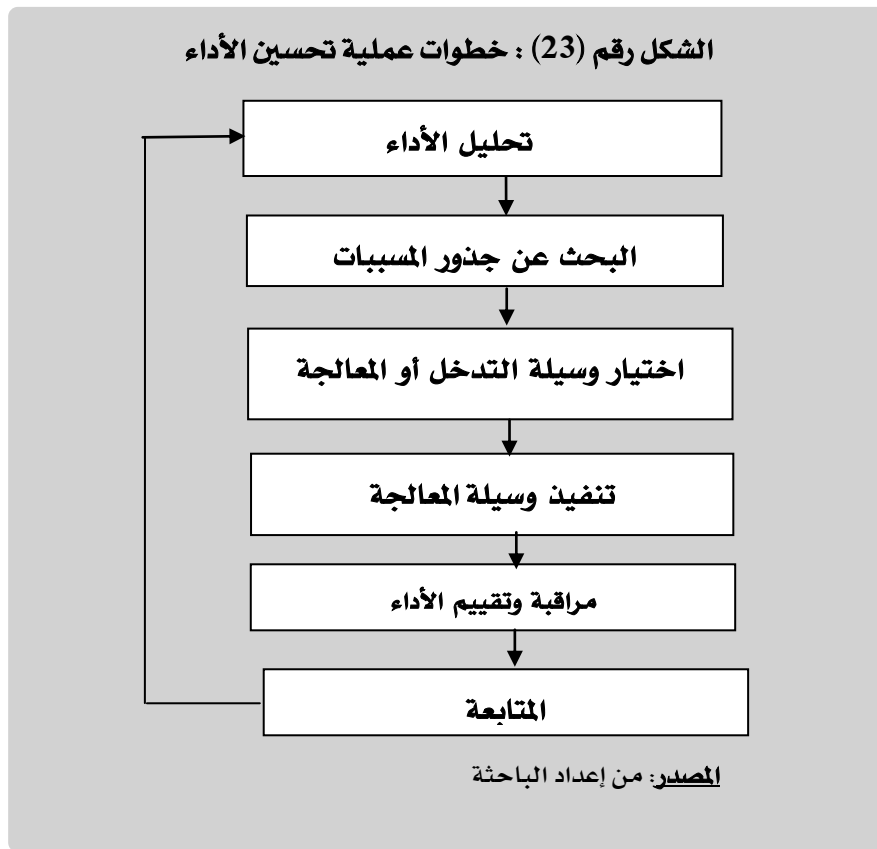 الشكل رقم (23) : خطوات عملية تحسين الأداء
تحليل الأداء
البحث عن جذور المسببات
اختيار وسيلة التدخل أو المعالجة
تنفيذ وسيلة المعالجة
مراقبة وتقييم الأداء
المتابعة
المصدر: من إعداد الباحثة